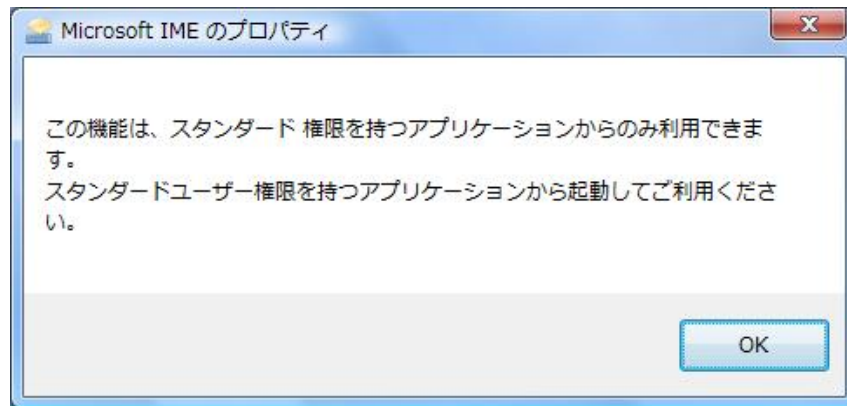 Microsoft IME のプロパティ
この機能は、スタンダード 権限を持つアプリケーションからのみ利用できま
す。
スタンダードユーザー権限を持つアプリケーションから起動してご利用くださ
い。
OK